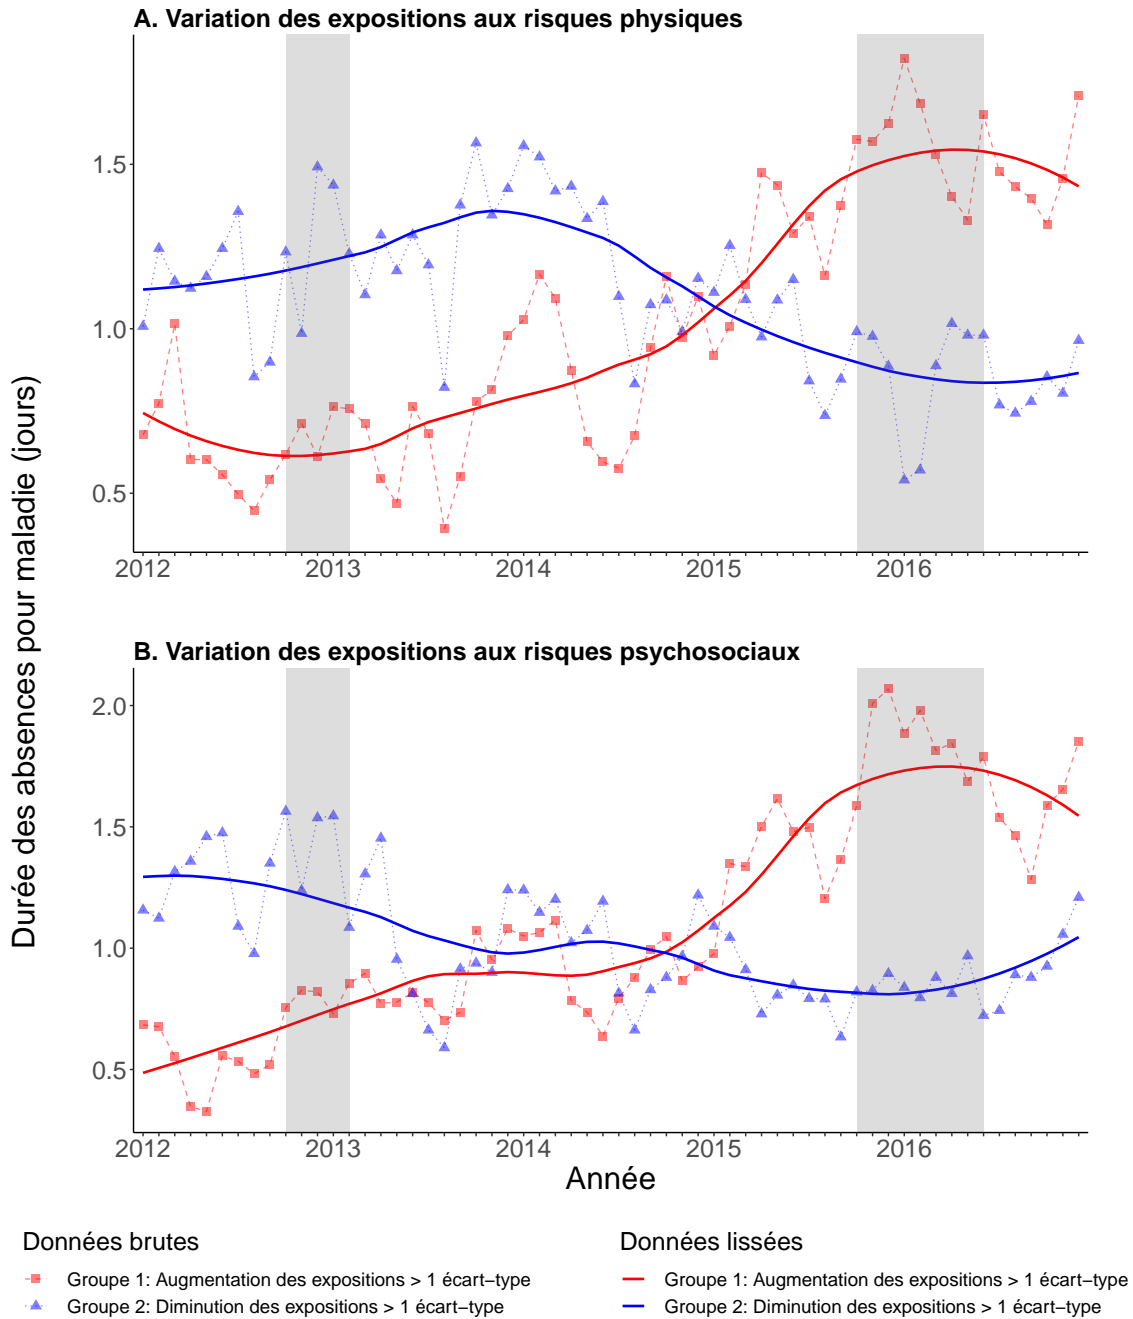 A. Variation des expositions aux risques physiques
1.5
1.0
0.5
2012 2013 2014 2015 2016
Durée des absences pour maladie (jours)
B. Variation des expositions aux risques psychosociaux
2.0
1.5
1.0
0.5
2012 2013 2014 2015 2016
Année
Données brutes
Groupe 1: Augmentation des expositions > 1 écart−type
Groupe 2: Diminution des expositions > 1 écart−type
Données lissées
Groupe 1: Augmentation des expositions > 1 écart−type
Groupe 2: Diminution des expositions > 1 écart−type